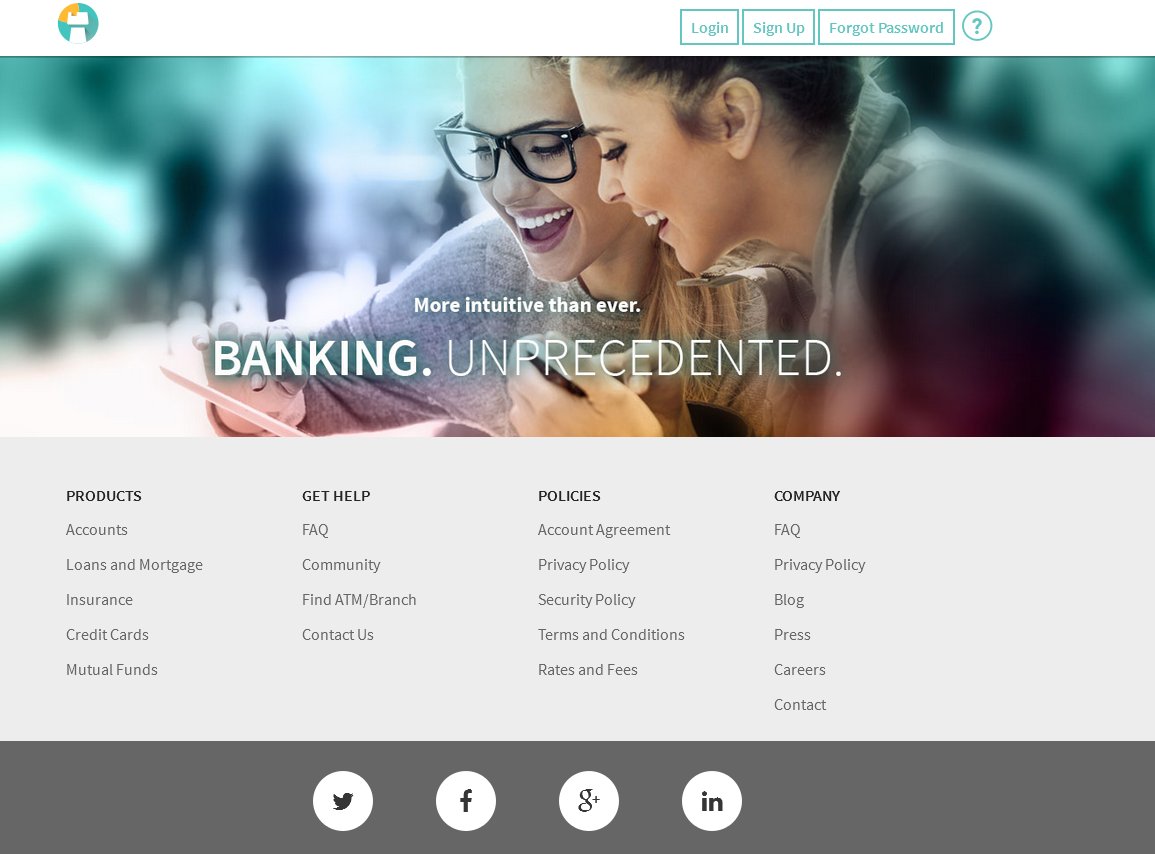 Login
Sign Up
Forgot Password
?
More intuitive than ever.
BANKING. UNPRECEDENTED.
PRODUCTS
Accounts
Loans and Mortgage
Insurance
Credit Cards
Mutual Funds
GET HELP
FAQ
Community
Find ATM/Branch
Contact Us
POLICIES
Account Agreement
Privacy Policy
Security Policy
Terms and Conditions
Rates and Fees
COMPANY
FAQ
Privacy Policy
Blog
Press
Careers
Contact